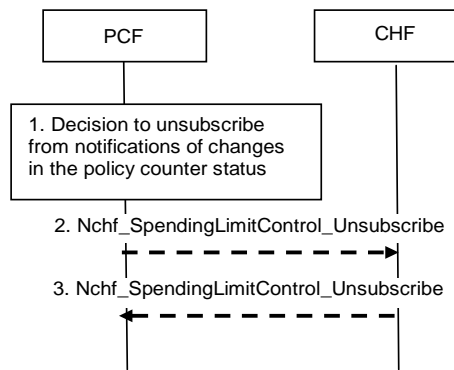 PCF
CHF
1. Decision to unsubscribe
from notifications of changes
in the policy counter status
2. Nchf_SpendingLimitControl_Unsubscribe
3. Nchf_SpendingLimitControl_Unsubscribe